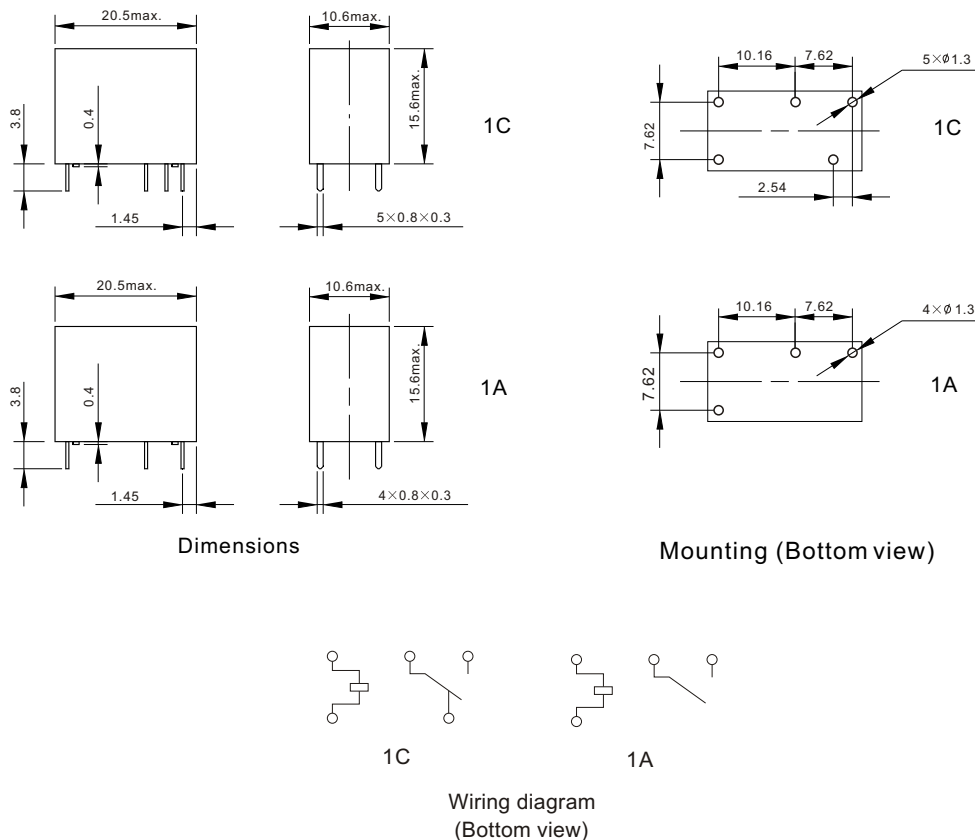 20.5max.
10.6max.
3.8
0.4
15.6max.
1C
1.45
5×0.8×0.3
10.16
7.62
5×ø1.3
7.62
1C
2.54
20.5max.
10.6max.
3.8
0.4
15.6max.
1A
1.45
4×0.8×0.3
10.16
7.62
4×ø1.3
7.62
1A
Dimensions
Mounting (Bottom view)
1C
1A
Wiring diagram
(Bottom view)